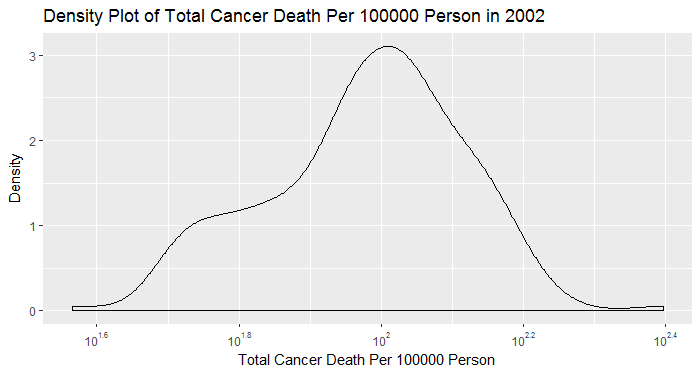 Density Plot of Total Cancer Death Per 100000 Person in 2002
3
2
1
0
Density
10^1.6 10^1.8 10^2 10^2.2 10^2.4
Total Cancer Death Per 100000 Person